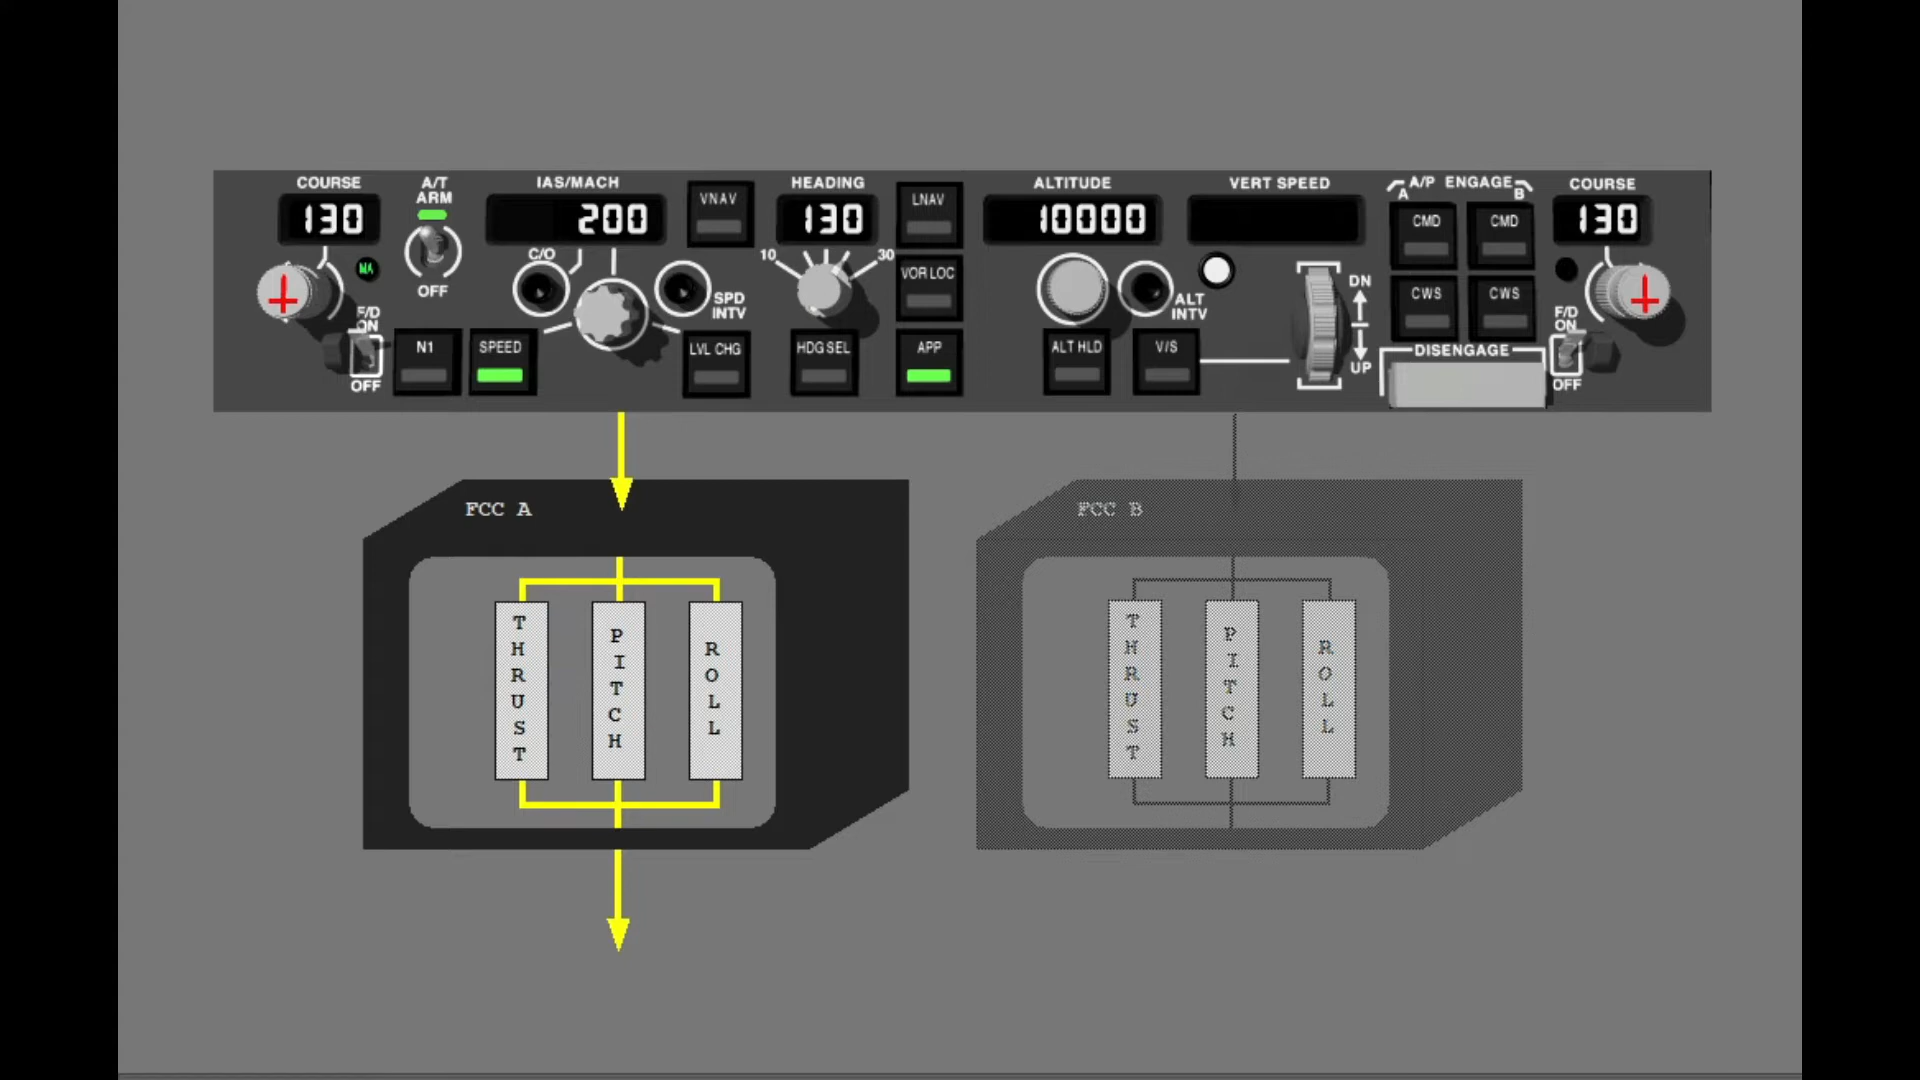 COURSE
A/T
ARM
IAS/MACH
HEADING
ALTITUDE
VERT SPEED
A/P ENGAGE
A B
COURSE
130
200
VNAV
130
LNAV
10000
CMD
CMD
130
C/O
10
30
MA
OFF
SPD
INTV
VOR LOC
ALT
INTV
DN
UP
CWS
CWS
F/D
ON
OFF
N1
SPEED
LVL CHG
HDG SEL
APP
ALT HLD
V/S
DISENGAGE
F/D
ON
OFF
FCC A
THRUST
PITCH
ROLL
FCC B
THRUST
PITCH
ROLL